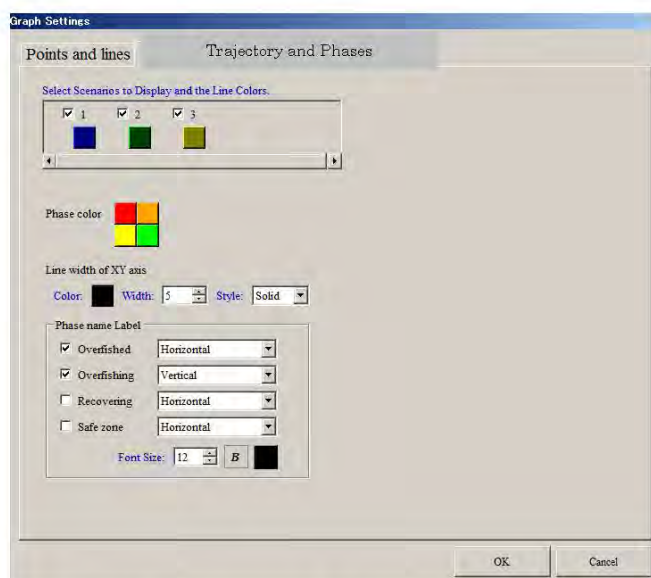 Graph Settings
Points and lines
Trajectory and Phases
Select Scenarios to Display and the Line Colors.
1 2 3
Phase color
Line width of XY axis
Color: Width: 5 Style: Solid
Phase name Label
Overfished Horizontal
Overfishing Vertical
Recovering Horizontal
Safe zone Horizontal
Font Size: 12 B
OK Cancel